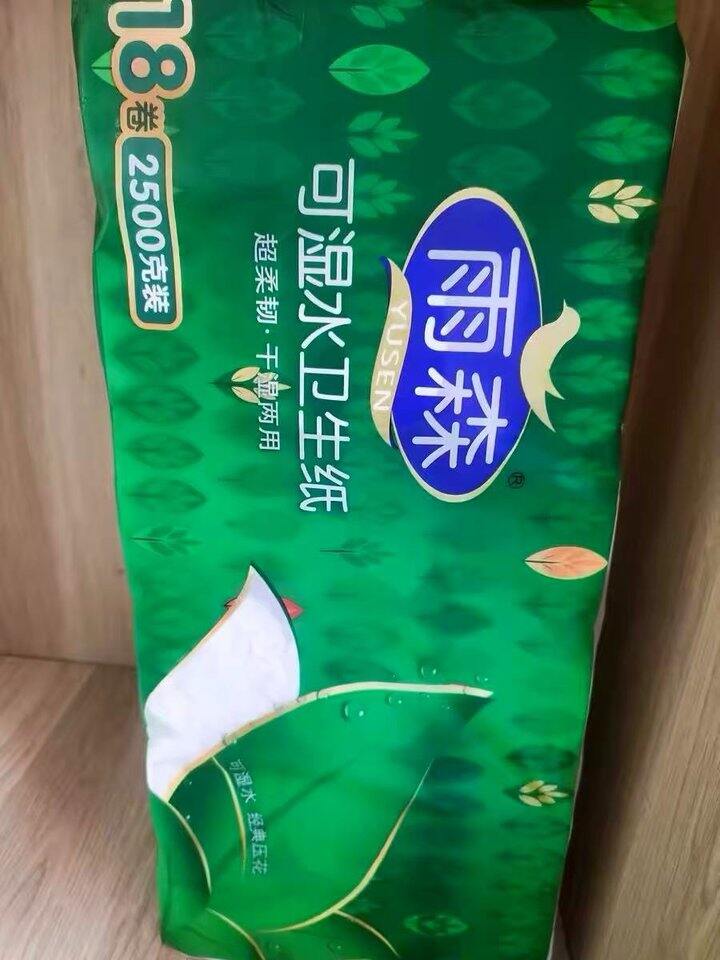 雨森
®
YUSEN
可湿水卫生纸
超柔韧·干湿两用
18卷
2500克装
可湿水 经典压花